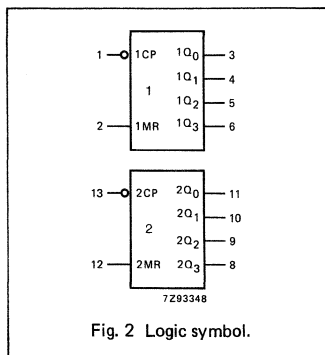 1 1CP 1Q0 3
1Q1 4
1 1Q2 5
2 1MR 1Q3 6
13 2CP 2Q0 11
2Q1 10
2 2Q2 9
12 2MR 2Q3 8
7Z93348
Fig. 2 Logic symbol.